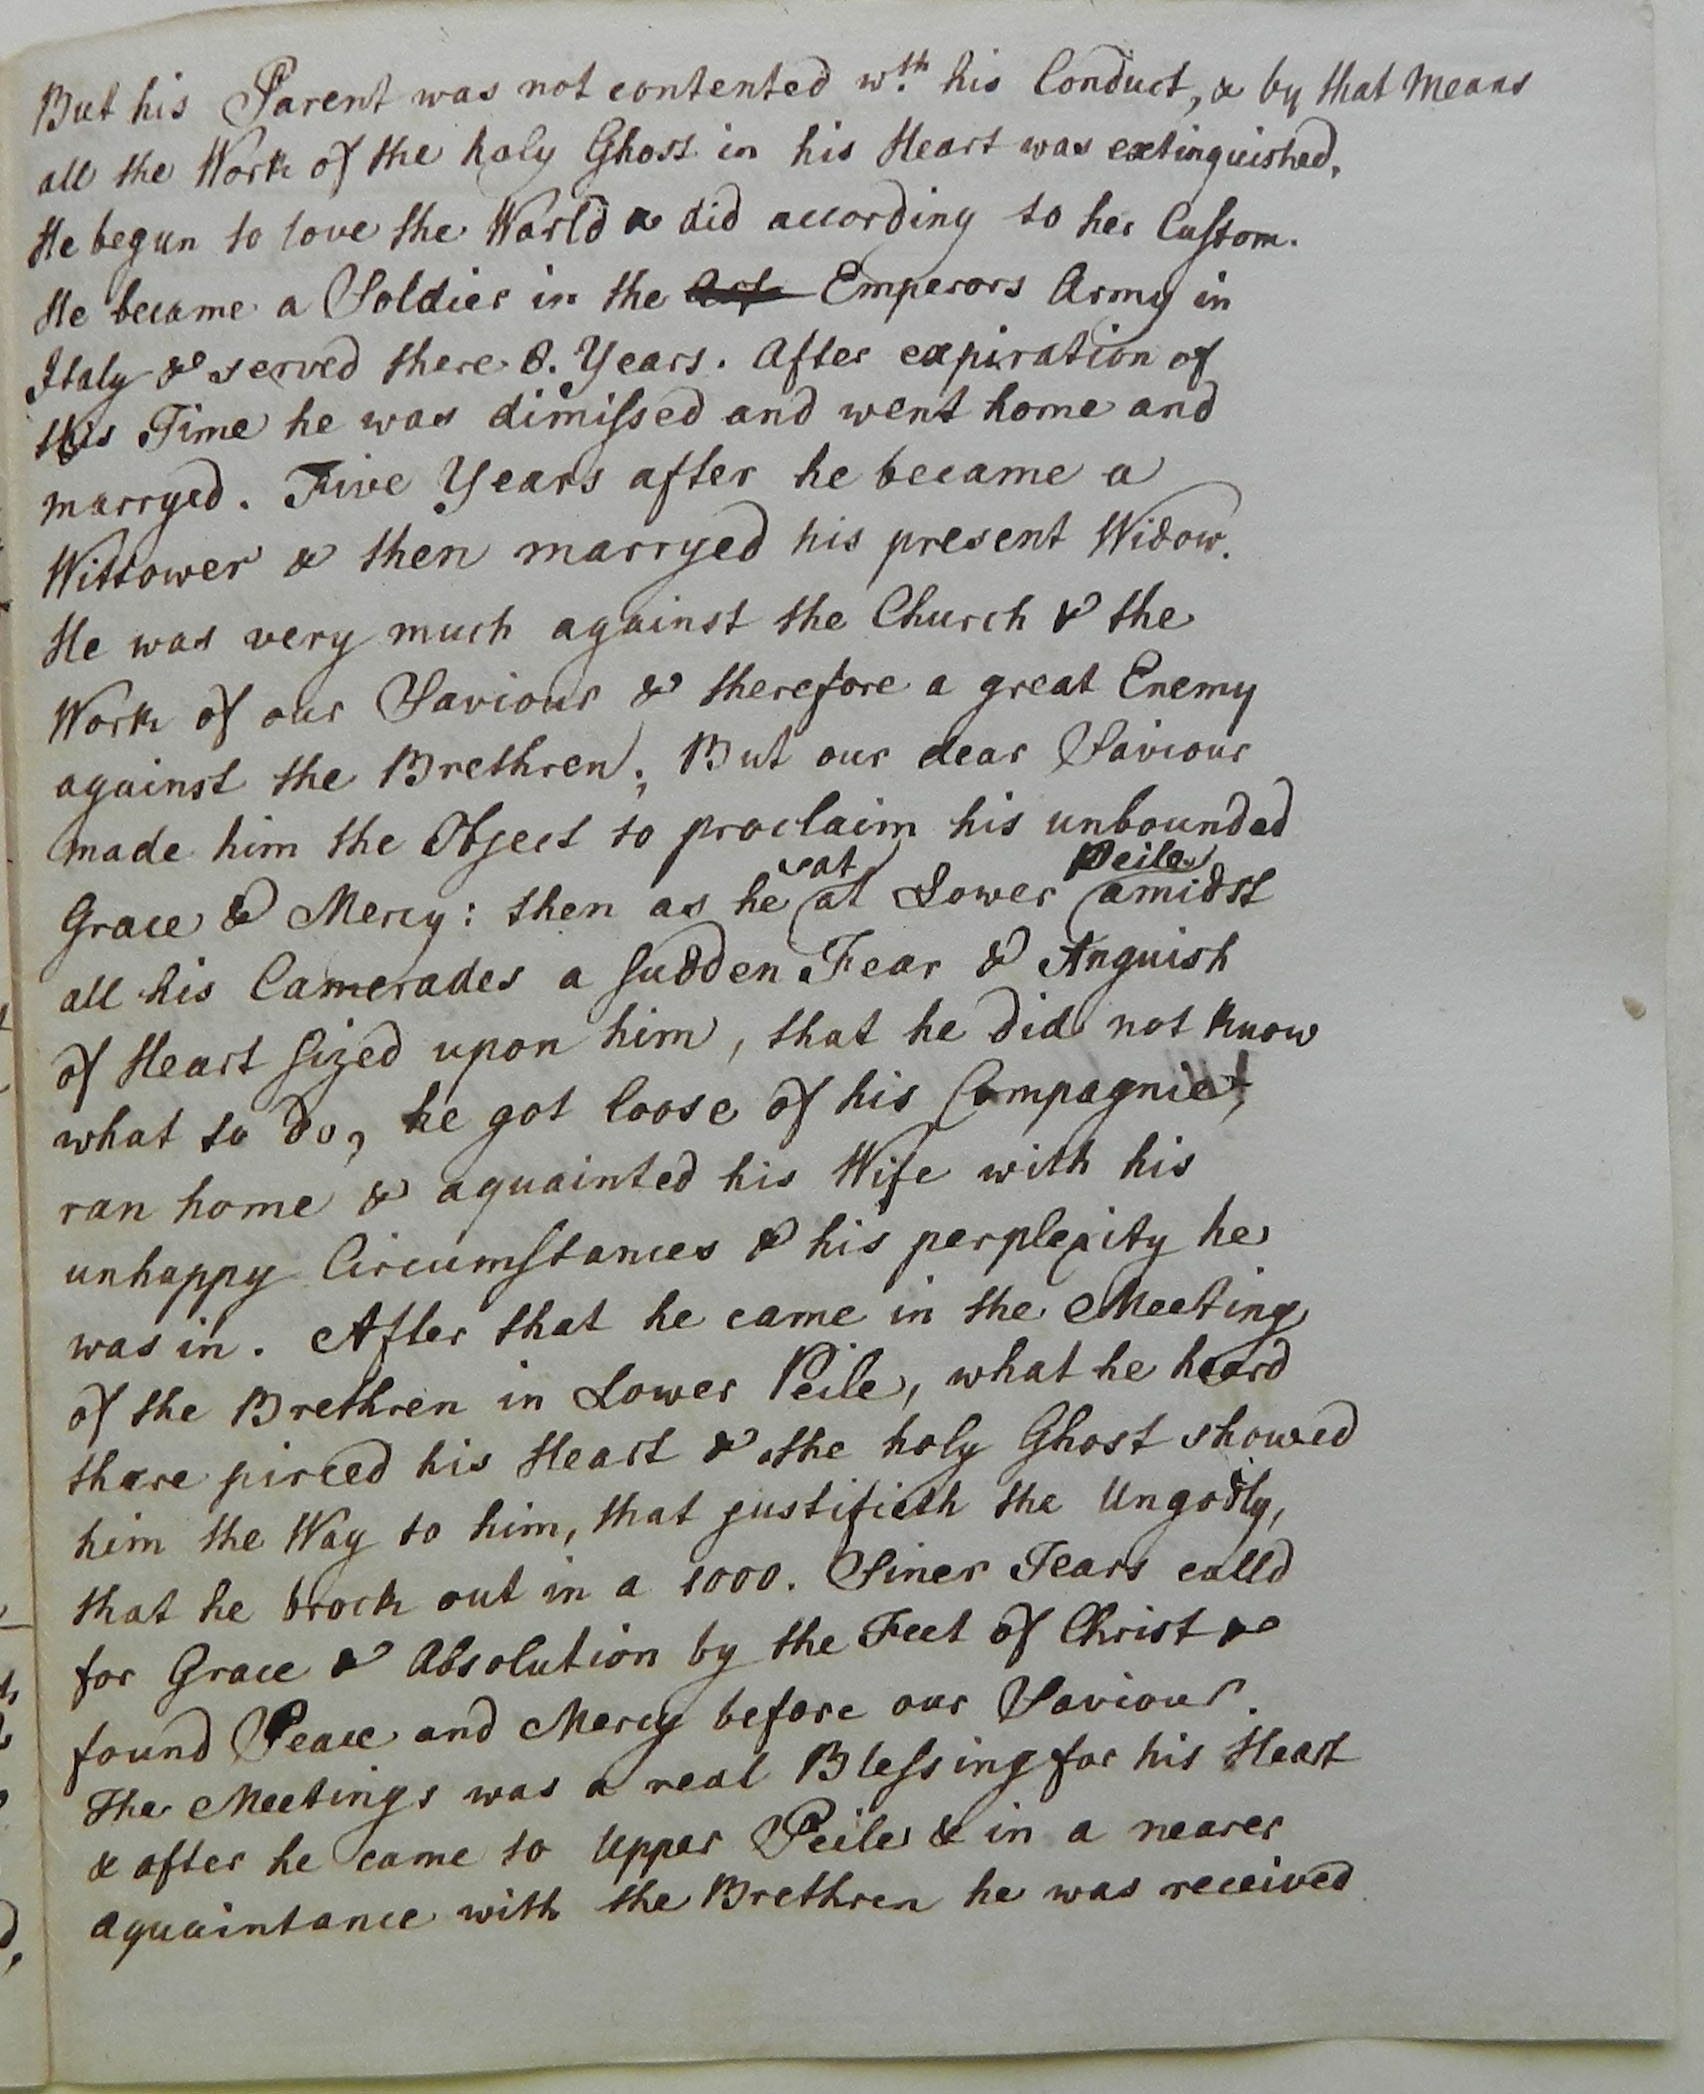 But his Parent was not contented wth. his Conduct, & by that Means
all the Work of the holy Ghost in his Heart was extinguished.
He begun to love the World & did according to her Custom.
He became a Soldier in the Emperors Army in
Italy & served there 8. Years. After expiration of
this Time he was dimissed and went home and
marryed. Five Years after he became a
Wittower & then marryed his present Widow.
He was very much against the Church & the
Work of our Saviour & therefore a great Enemy
against the Brethren; But our dear Saviour
made him the Object to proclaim his unbounded
Grace & Mercy: then as he sat at Lower Peile amidst
all his Camerades a sudden Fear & Anguish
of Heart sized upon him, that he did not know
what to do, he got loose of his Compagnie,
ran home & aquainted his Wife with his
unhappy Circumstances & his perplexity he
was in. After that he came in the Meeting
of the Brethren in Lower Peile, what he heard
there pirced his Heart & the holy Ghost showed
him the Way to him, that justifieth the Ungodly,
that he brock out in a 1000. Siner Tears calld
for Grace & Absolution by the Feet of Christ &
found Peace and Mercy before our Saviour.
The Meetings was a real Blessing for his Heart
& after he came to Upper Peile & in a nearer
aquaintance with the Brethren he was received